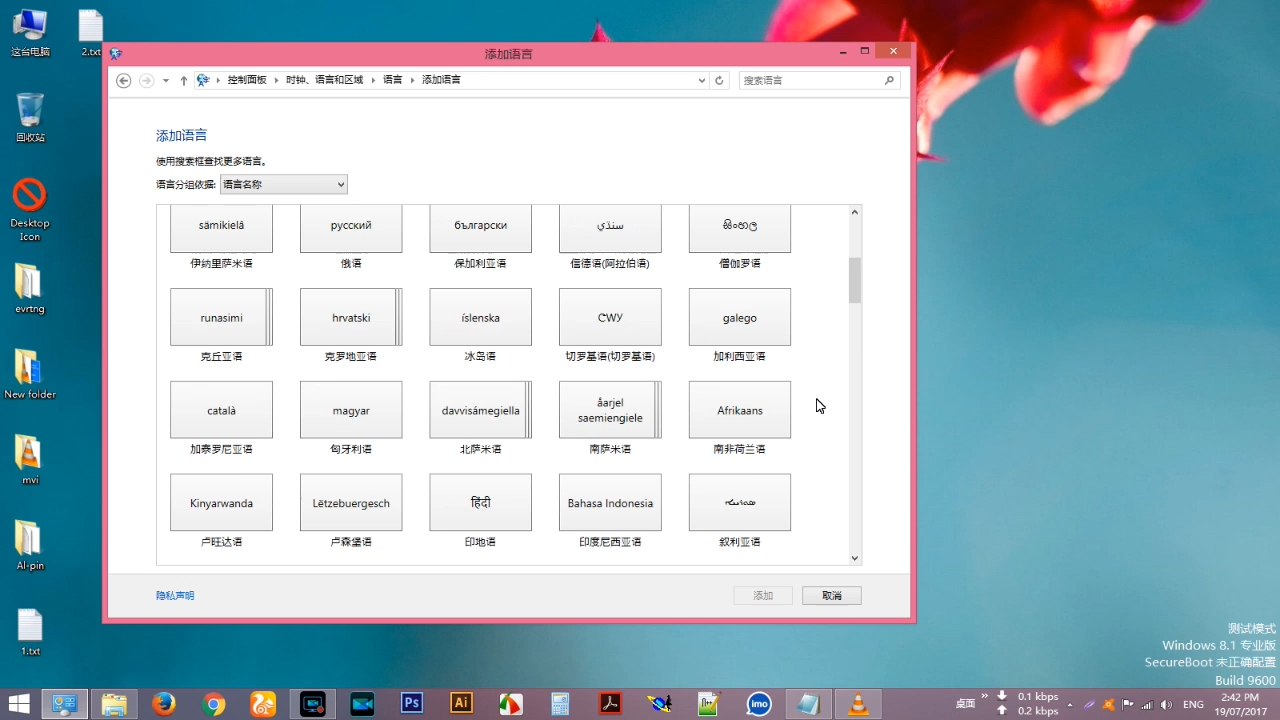 这台电脑
2.txt
回收站
Desktop
Icon
evrtng
New folder
mvi
Al-pin
1.txt
添加语言
控制面板
时钟、语言和区域
语言
添加语言
搜索语言
添加语言
使用搜索框查找更多语言。
语言分组依据:
语言名称
sämikielâ
русский
български
سنڌي
සිංහල
伊纳里萨米语
俄语
保加利亚语
信德语(阿拉伯语)
僧伽罗语
runasimi
hrvatski
íslenska
ᏣᎳᎩ
galego
克丘亚语
克罗地亚语
冰岛语
切罗基语(切罗基语)
加利西亚语
català
magyar
davvisámegiella
åarjel
saemiengiele
Afrikaans
加泰罗尼亚语
匈牙利语
北萨米语
南萨米语
南非荷兰语
Kinyarwanda
Lëtzebuergesch
हिंदी
Bahasa Indonesia
卢旺达语
卢森堡语
印地语
印度尼西亚语
叙利亚语
隐私声明
添加
取消
测试模式
Windows 8.1 专业版
SecureBoot 未正确配置
Build 9600
Ps
Ai
imo
桌面
0.1 kbps
0.2 kbps
ENG
2:42 PM
19/07/2017